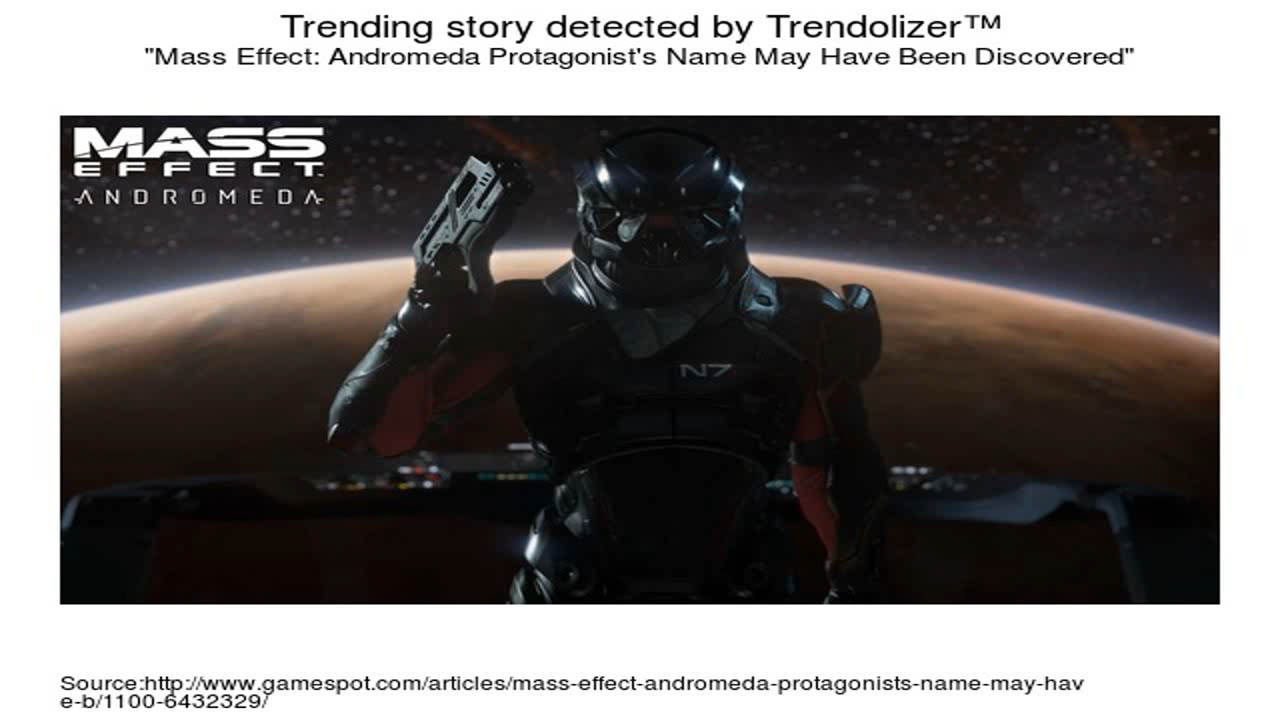 Trending story detected by Trendolizer™
"Mass Effect: Andromeda Protagonist's Name May Have Been Discovered"
MASS
EFFECT
ANDROMEDA
N7
Source:http://www.gamespot.com/articles/mass-effect-andromeda-protagonists-name-may-hav
e-b/1100-6432329/